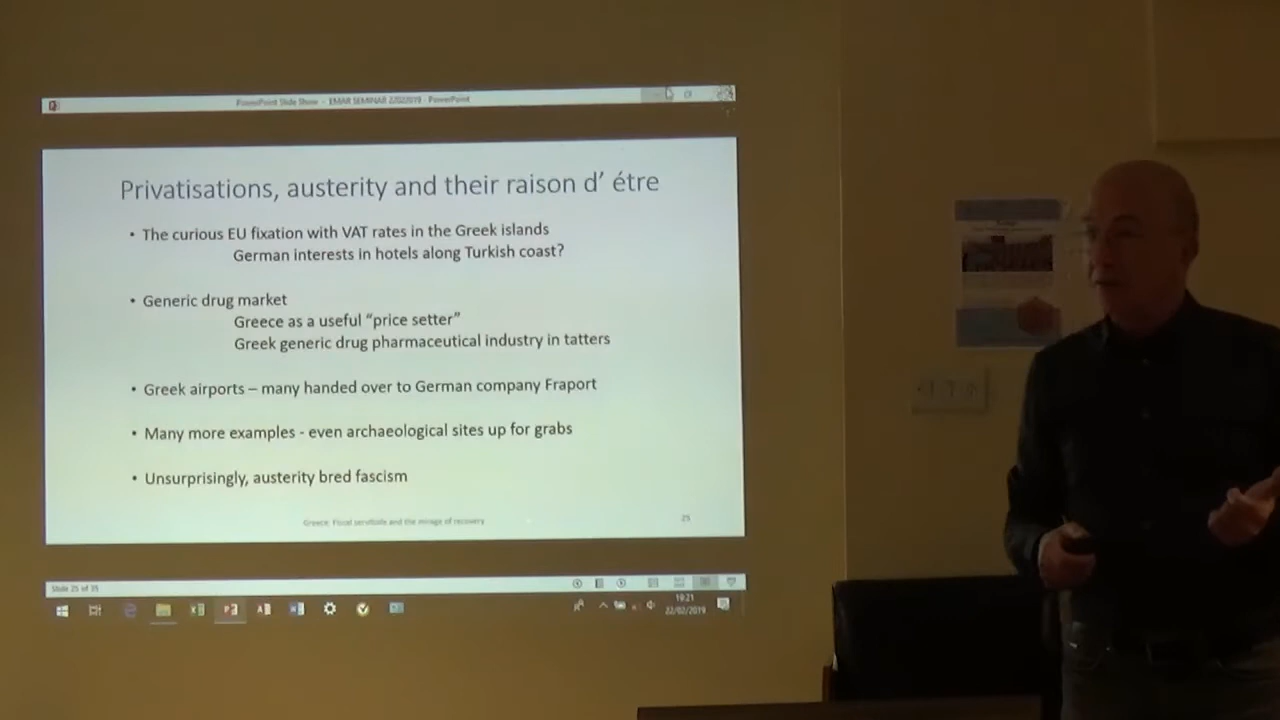 PowerPoint Slide Show - EMAR SEMINAR 22022019 - PowerPoint
Privatisations, austerity and their raison d’ étre
• The curious EU fixation with VAT rates in the Greek islands
German interests in hotels along Turkish coast?
• Generic drug market
Greece as a useful “price setter”
Greek generic drug pharmaceutical industry in tatters
• Greek airports – many handed over to German company Fraport
• Many more examples - even archaeological sites up for grabs
• Unsurprisingly, austerity bred fascism
Greece: Fiscal servitude and the mirage of recovery
25
Slide 25 of 35
19:21
22/02/2019